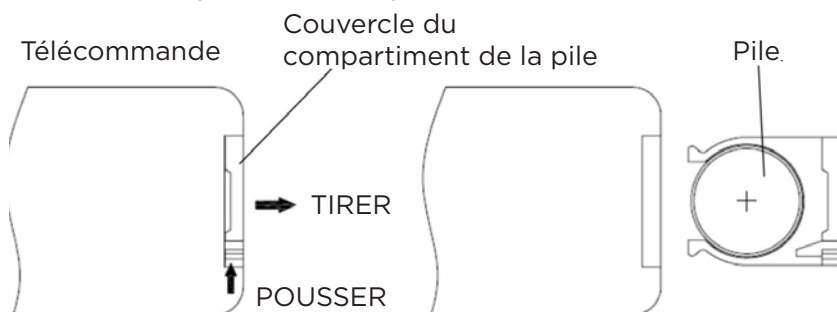 Télécommande
Couvercle du
compartiment de la pile
Pile
TIRER
POUSSER